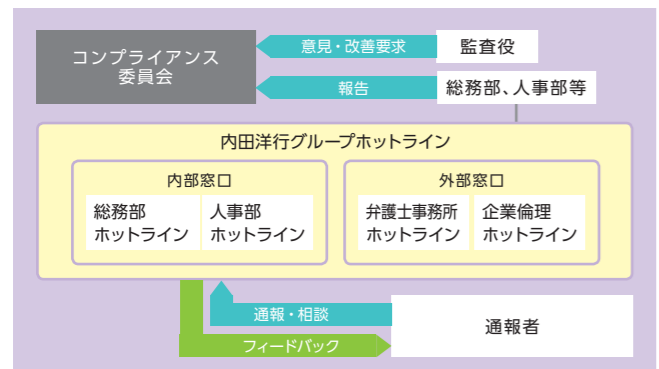 コンプライアンス
委員会
意見・改善要求
監査役
報告
総務部、人事部等
内田洋行グループホットライン
内部窓口
総務部
ホットライン
人事部
ホットライン
外部窓口
弁護士事務所
ホットライン
企業倫理
ホットライン
通報・相談
フィードバック
通報者